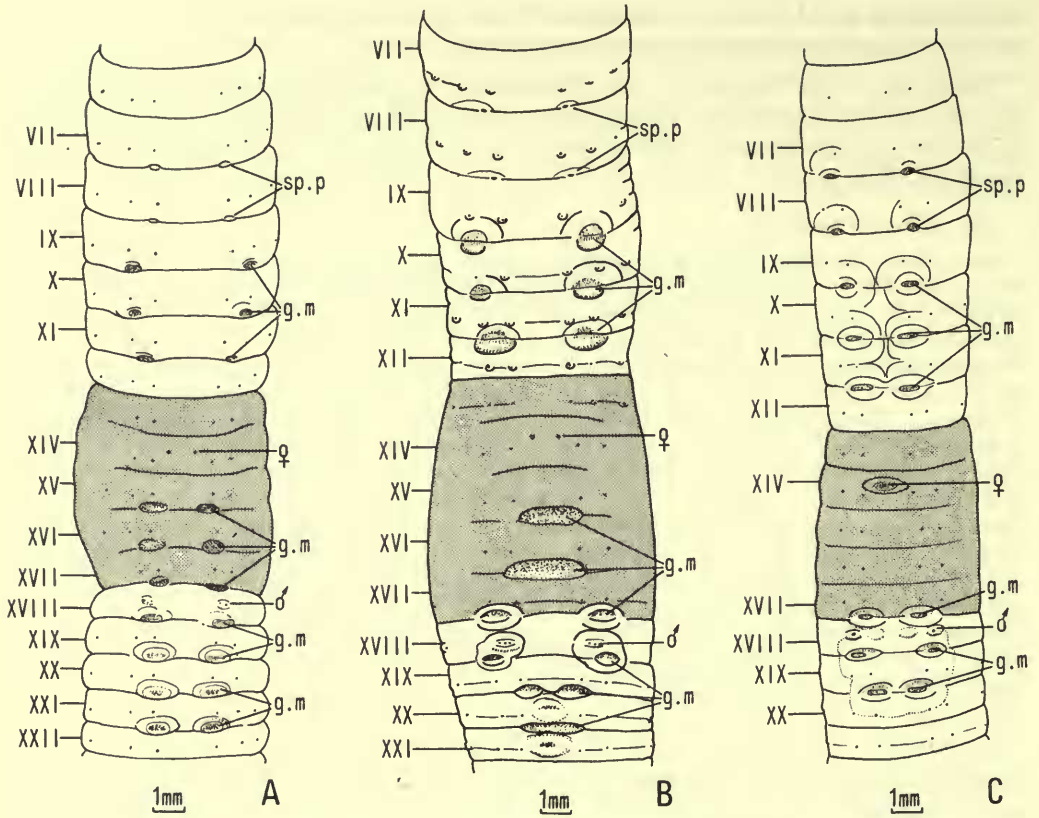 VII
VIII
sp.p
IX
X
g.m
XI
XIV
♀
XV
XVI
g.m
XVII
XVIII
♂
XIX
g.m
XX
XXI
g.m
XXII
1mm
A
VII
VIII
sp.p
IX
X
g.m
XI
XII
XIV
♀
XV
XVI
g.m
XVII
XVIII
♂
XIX
g.m
XX
XXI
1mm
B
VII
sp.p
VIII
IX
X
g.m
XI
XII
XIV
♀
g.m
XVII
♂
XVIII
g.m
XIX
XX
1mm
C